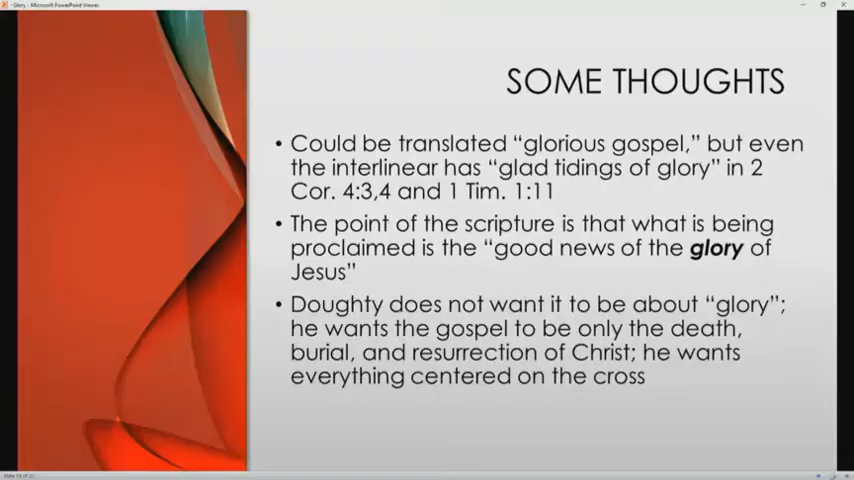 Glory - Microsoft PowerPoint Viewer
SOME THOUGHTS
• Could be translated “glorious gospel,” but even
the interlinear has “glad tidings of glory” in 2
Cor. 4:3,4 and 1 Tim. 1:11
• The point of the scripture is that what is being
proclaimed is the “good news of the glory of
Jesus”
• Doughty does not want it to be about “glory”;
he wants the gospel to be only the death,
burial, and resurrection of Christ; he wants
everything centered on the cross